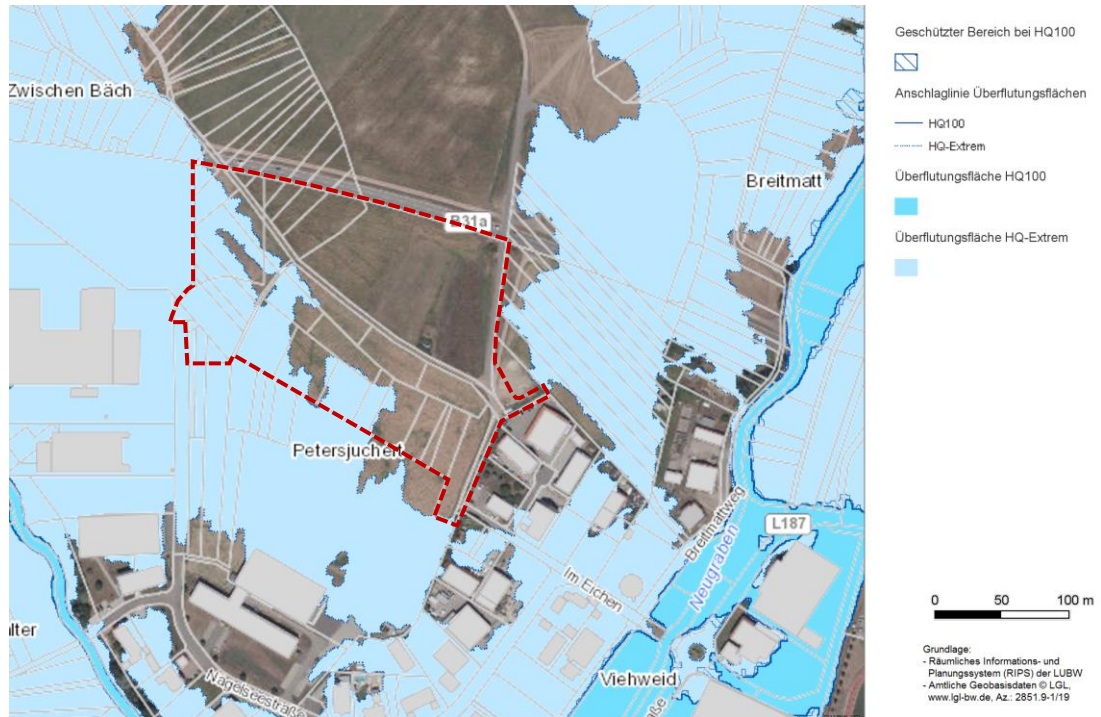 Zwischen Bäch
B31a
Breitmatt
Petersjuchert
Breitmattweg
L187
Neugraben
Im Eichen
lter
Nagelseestraße
Viehweid
raße
Geschützter Bereich bei HQ100
Anschlaglinie Überflutungsflächen
HQ100
HQ-Extrem
Überflutungsfläche HQ100
Überflutungsfläche HQ-Extrem
0 50 100 m
Grundlage:
- Räumliches Informations- und
Planungssystem (RIPS) der LUBW
- Amtliche Geobasisdaten © LGL,
www.lgl-bw.de, Az.: 2851.9-1/19